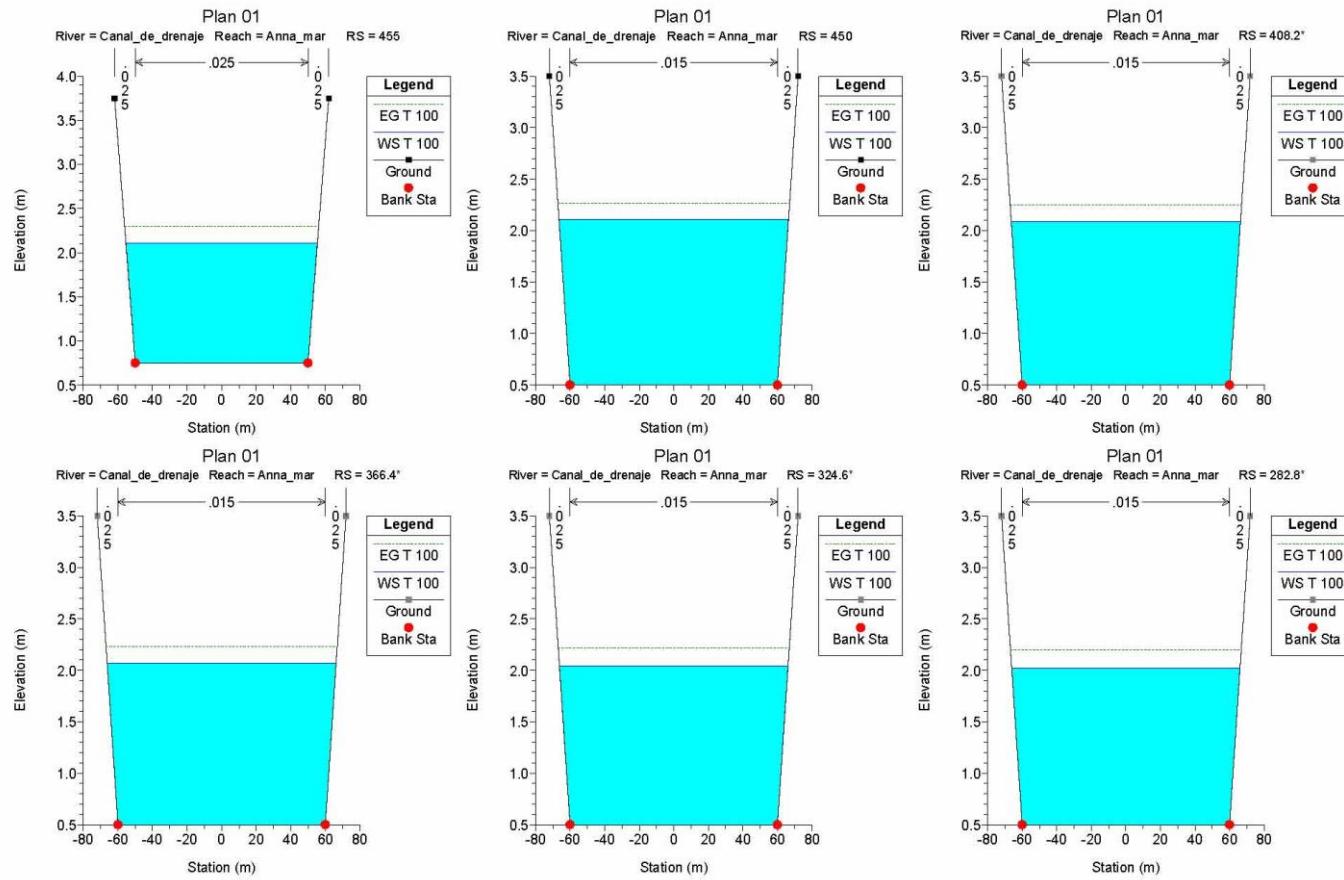 Plan 01
River = Canal_de_drenaje Reach = Anna_mar RS = 455
.025
.025
.025
Legend
EG T 100
WS T 100
Ground
Bank Sta
Elevation (m)
4.0
3.5
3.0
2.5
2.0
1.5
1.0
0.5
-80 -60 -40 -20 0 20 40 60 80
Station (m)
Plan 01
River = Canal_de_drenaje Reach = Anna_mar RS = 450
.025
.015
.025
Legend
EG T 100
WS T 100
Ground
Bank Sta
Elevation (m)
3.5
3.0
2.5
2.0
1.5
1.0
0.5
-80 -60 -40 -20 0 20 40 60 80
Station (m)
Plan 01
River = Canal_de_drenaje Reach = Anna_mar RS = 408.2*
.025
.015
.025
Legend
EG T 100
WS T 100
Ground
Bank Sta
Elevation (m)
3.5
3.0
2.5
2.0
1.5
1.0
0.5
-80 -60 -40 -20 0 20 40 60 80
Station (m)
Plan 01
River = Canal_de_drenaje Reach = Anna_mar RS = 366.4*
.025
.015
.025
Legend
EG T 100
WS T 100
Ground
Bank Sta
Elevation (m)
3.5
3.0
2.5
2.0
1.5
1.0
0.5
-80 -60 -40 -20 0 20 40 60 80
Station (m)
Plan 01
River = Canal_de_drenaje Reach = Anna_mar RS = 324.6*
.025
.015
.025
Legend
EG T 100
WS T 100
Ground
Bank Sta
Elevation (m)
3.5
3.0
2.5
2.0
1.5
1.0
0.5
-80 -60 -40 -20 0 20 40 60 80
Station (m)
Plan 01
River = Canal_de_drenaje Reach = Anna_mar RS = 282.8*
.025
.015
.025
Legend
EG T 100
WS T 100
Ground
Bank Sta
Elevation (m)
3.5
3.0
2.5
2.0
1.5
1.0
0.5
-80 -60 -40 -20 0 20 40 60 80
Station (m)